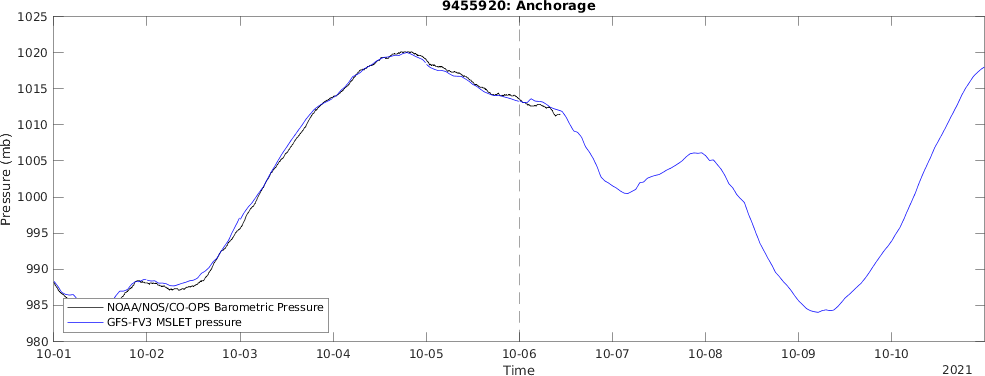 9455920: Anchorage
1025
1020
1015
1010
1005
1000
995
990
985
980
Pressure (mb)
NOAA/NOS/CO-OPS Barometric Pressure
GFS-FV3 MSLET pressure
10-01 10-02 10-03 10-04 10-05 10-06 10-07 10-08 10-09 10-10
Time
2021